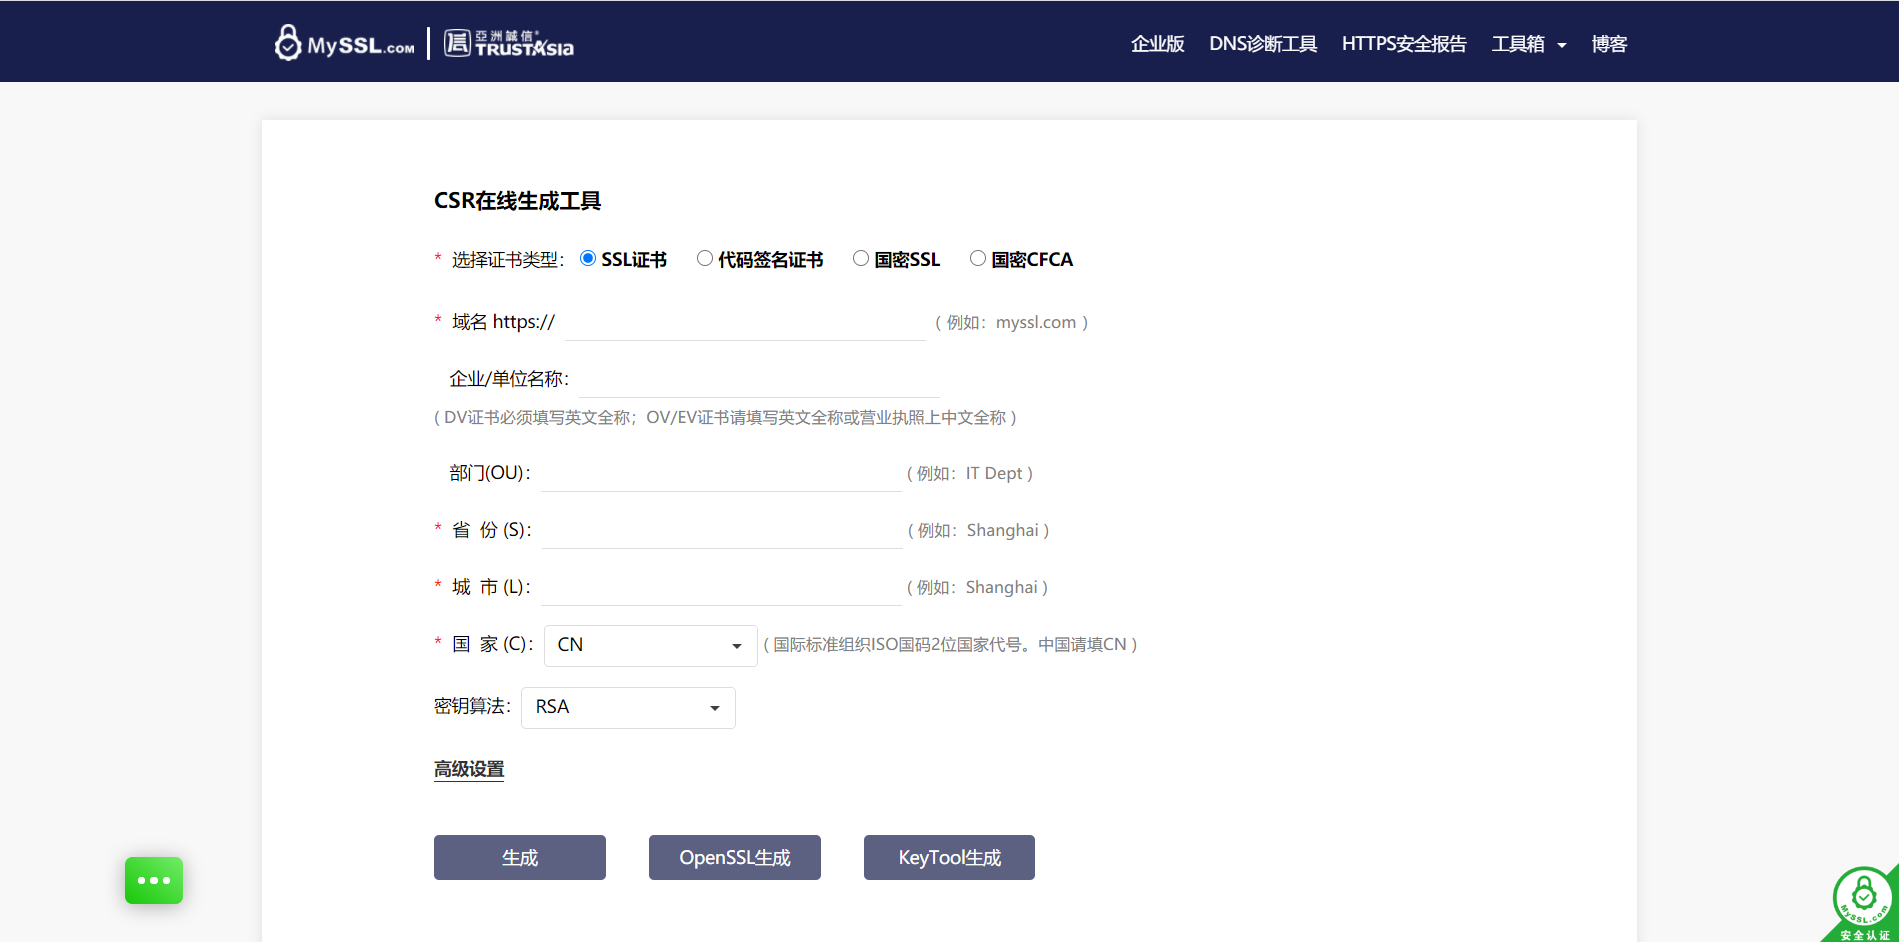 MySSL.com 亞洲誠信 TRUSTAsia 企业版 DNS诊断工具 HTTPS安全报告 工具箱 博客
CSR在线生成工具
* 选择证书类型： SSL证书 代码签名证书 国密SSL 国密CFCA
* 域名 https:// ( 例如：myssl.com )
企业/单位名称：
( DV证书必须填写英文全称；OV/EV证书请填写英文全称或营业执照上中文全称 )
部门(OU)： ( 例如：IT Dept )
* 省 份 (S)： ( 例如：Shanghai )
* 城 市 (L)： ( 例如：Shanghai )
* 国 家 (C)： CN ( 国际标准组织ISO国码2位国家代号。中国请填CN )
密钥算法： RSA
高级设置
生成 OpenSSL生成 KeyTool生成
MySSL.com
安全认证